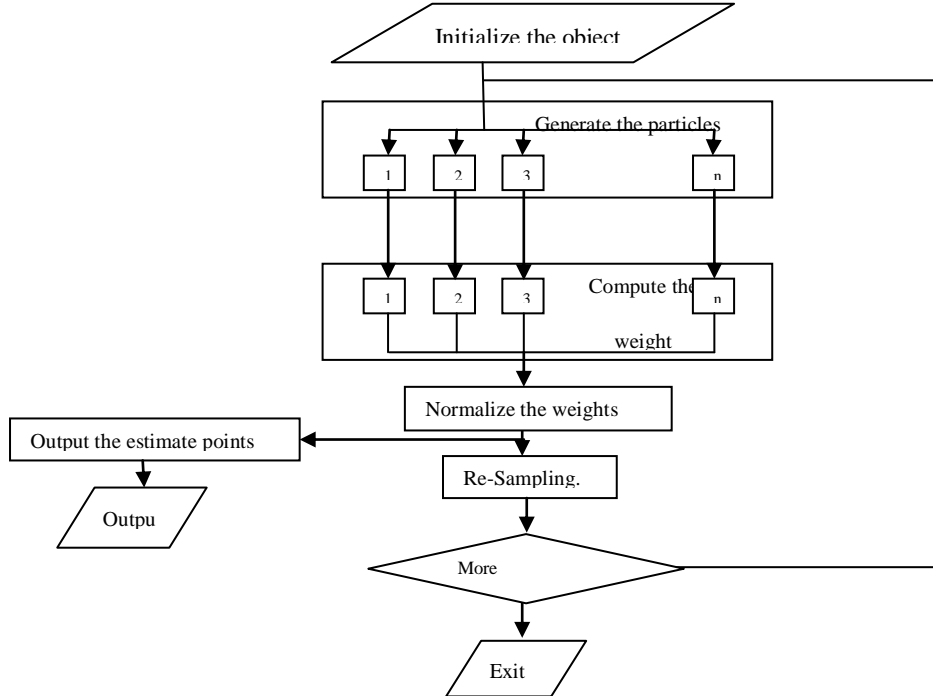 Initialize the object
Generate the particles
1 2 3 n
Compute the
1 2 3 n
weight
Normalize the weights
Output the estimate points
Re-Sampling.
Outpu
More
Exit